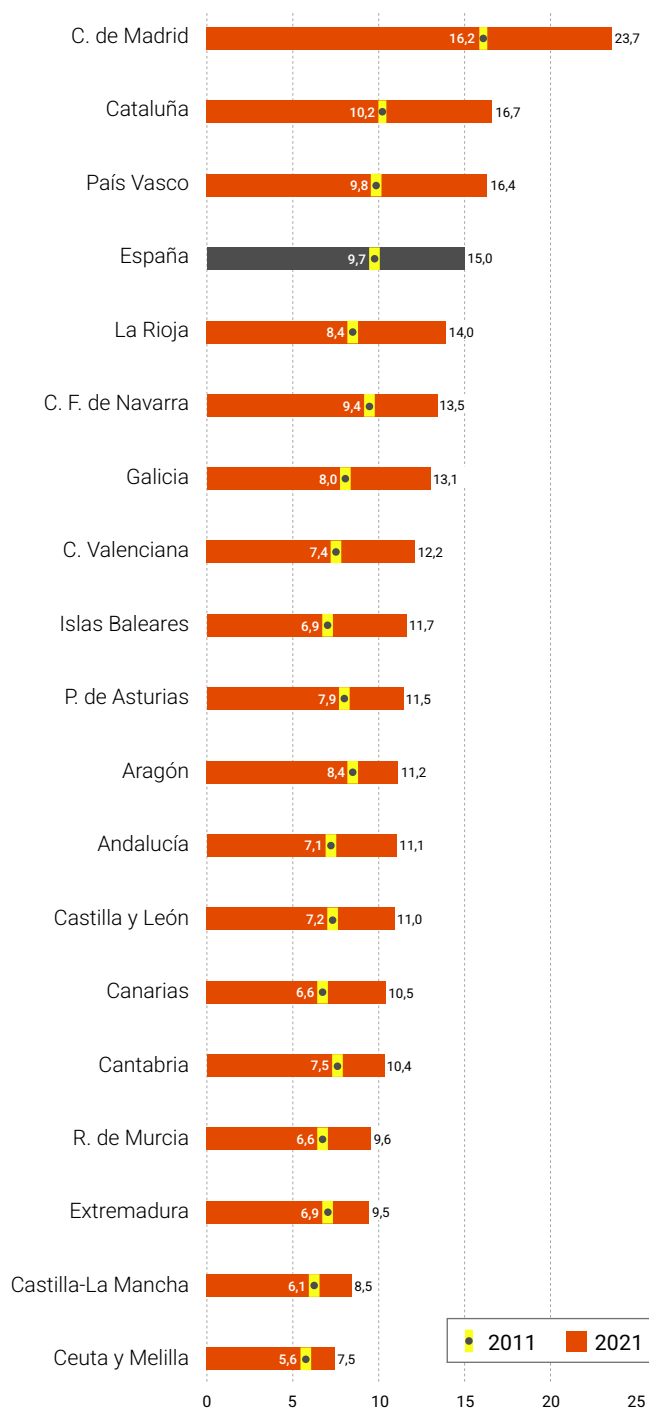 C. de Madrid 16,2 23,7
Cataluña 10,2 16,7
País Vasco 9,8 16,4
España 9,7 15,0
La Rioja 8,4 14,0
C. F. de Navarra 9,4 13,5
Galicia 8,0 13,1
C. Valenciana 7,4 12,2
Islas Baleares 6,9 11,7
P. de Asturias 7,9 11,5
Aragón 8,4 11,2
Andalucía 7,1 11,1
Castilla y León 7,2 11,0
Canarias 6,6 10,5
Cantabria 7,5 10,4
R. de Murcia 6,6 9,6
Extremadura 6,9 9,5
Castilla-La Mancha 6,1 8,5
Ceuta y Melilla 5,6 7,5
2011 2021
0 5 10 15 20 25